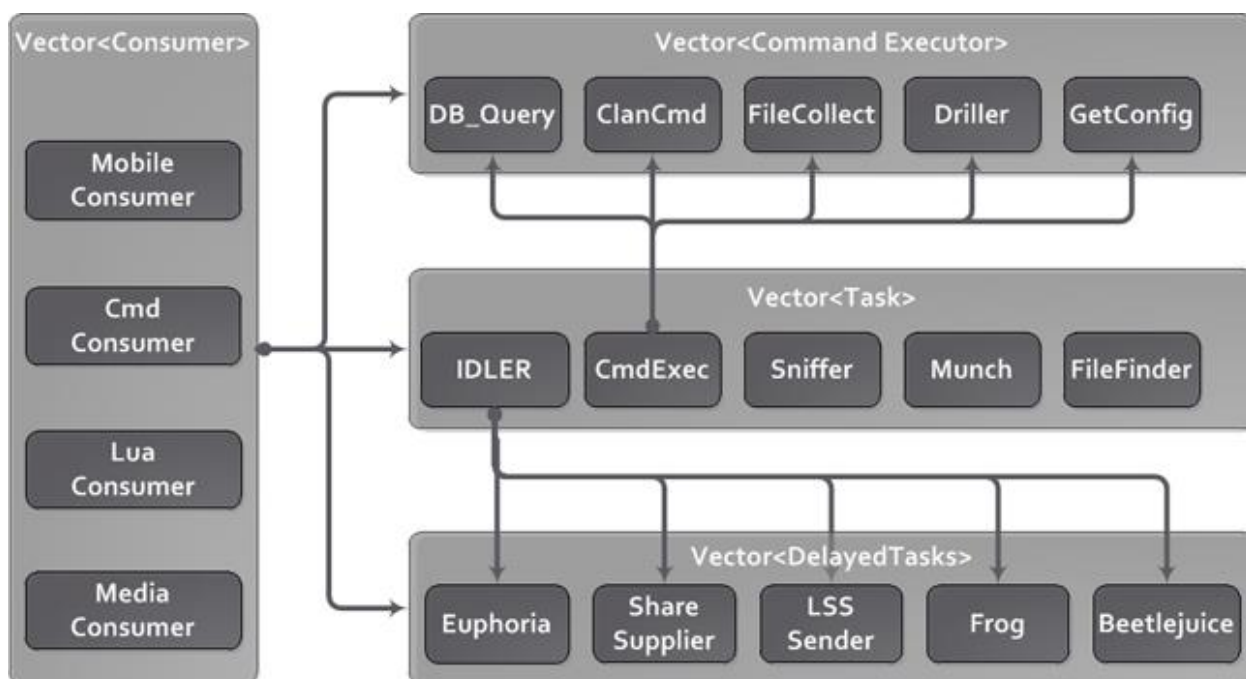 Vector<Consumer>
Mobile
Consumer
Cmd
Consumer
Lua
Consumer
Media
Consumer
Vector<Command Executor>
DB_Query
ClanCmd
FileCollect
Driller
GetConfig
Vector<Task>
IDLER
CmdExec
Sniffer
Munch
FileFinder
Vector<DelayedTasks>
Euphoria
Share
Supplier
LSS
Sender
Frog
Beetlejuice